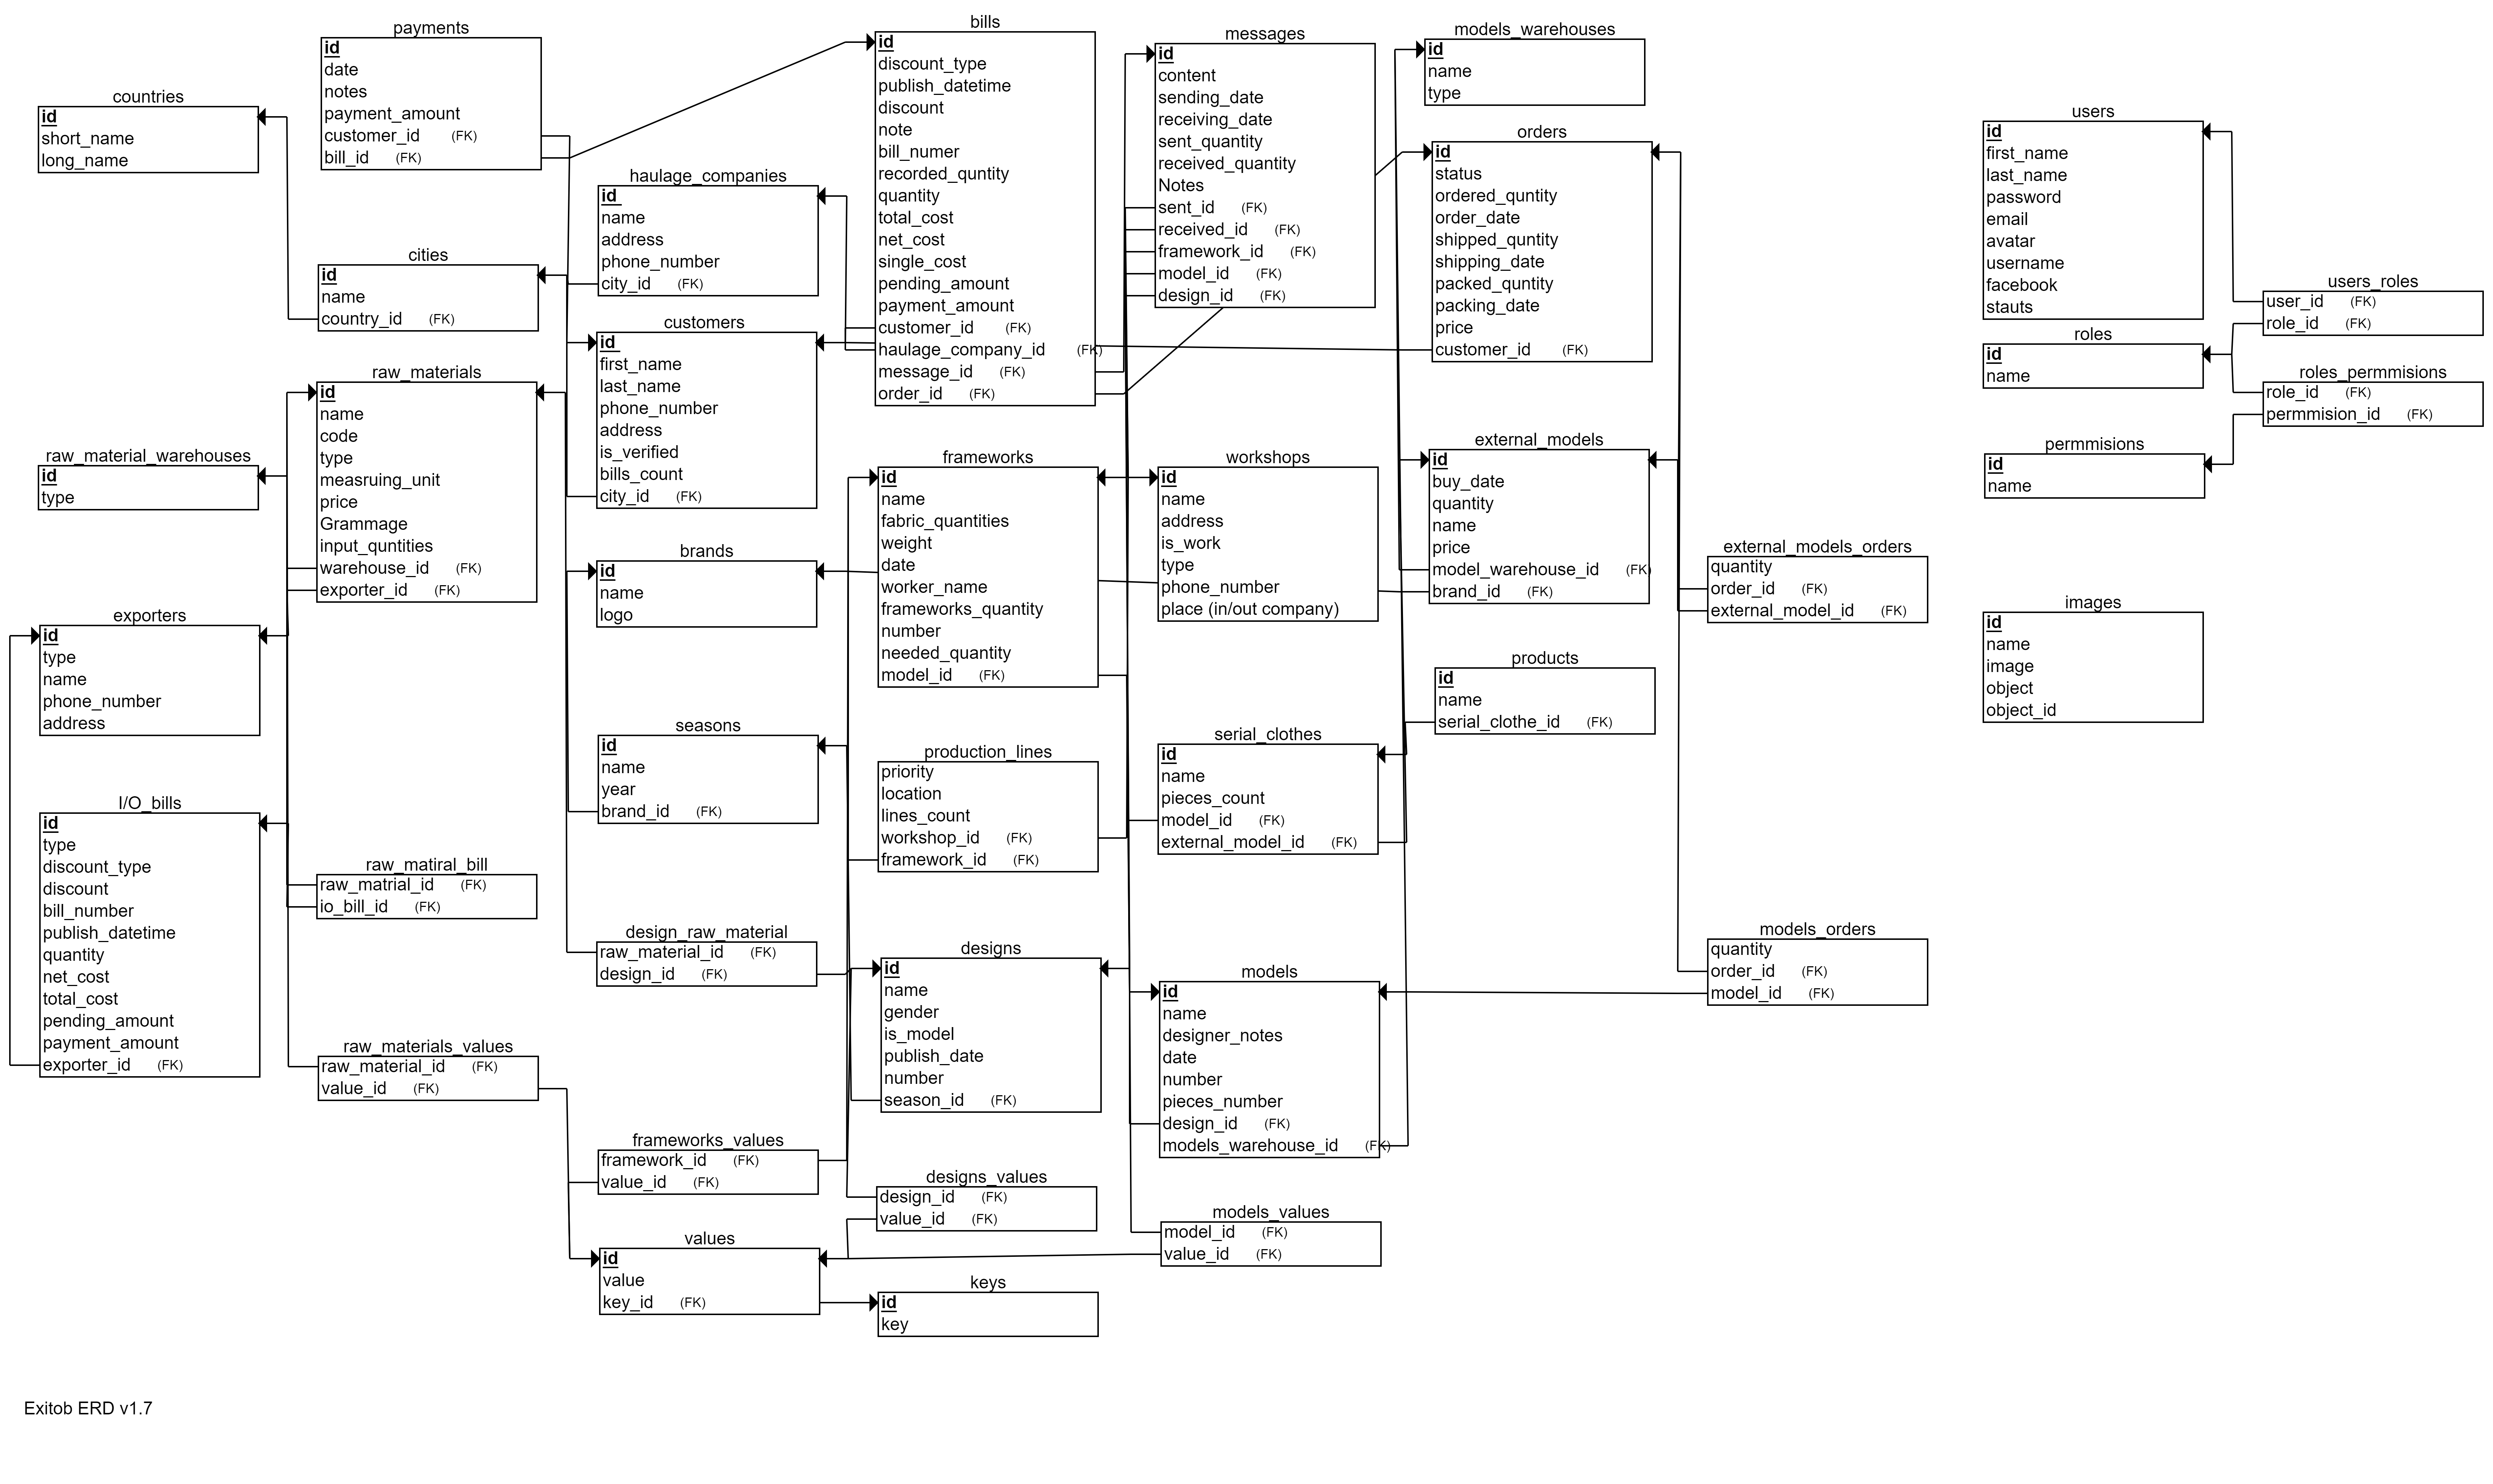 payments
id
date
notes
payment_amount
customer_id (FK)
bill_id (FK)
bills
id
discount_type
publish_datetime
discount
note
bill_numer
recorded_quntity
quantity
total_cost
net_cost
single_cost
pending_amount
payment_amount
customer_id (FK)
haulage_company_id (FK)
message_id (FK)
order_id (FK)
messages
id
content
sending_date
receiving_date
sent_quantity
received_quantity
Notes
sent_id (FK)
received_id (FK)
framework_id (FK)
model_id (FK)
design_id (FK)
models_warehouses
id
name
type
countries
id
short_name
long_name
users
id
first_name
last_name
password
email
avatar
username
facebook
stauts
orders
id
status
ordered_quntity
order_date
shipped_quntity
shipping_date
packed_quntity
packing_date
price
customer_id (FK)
haulage_companies
id
name
address
phone_number
city_id (FK)
cities
id
name
country_id (FK)
users_roles
user_id (FK)
role_id (FK)
customers
id
first_name
last_name
phone_number
address
is_verified
bills_count
city_id (FK)
roles
id
name
roles_permmisions
role_id (FK)
permmision_id (FK)
raw_materials
id
name
code
type
measruing_unit
price
Grammage
input_quntities
warehouse_id (FK)
exporter_id (FK)
permmisions
id
name
raw_material_warehouses
id
type
frameworks
id
name
fabric_quantities
weight
date
worker_name
frameworks_quantity
number
needed_quantity
model_id (FK)
workshops
id
name
address
is_work
type
phone_number
place (in/out company)
external_models
id
buy_date
quantity
name
price
model_warehouse_id (FK)
brand_id (FK)
brands
id
name
logo
external_models_orders
quantity
order_id (FK)
external_model_id (FK)
images
id
name
image
object
object_id
exporters
id
type
name
phone_number
address
products
id
name
serial_clothe_id (FK)
seasons
id
name
year
brand_id (FK)
production_lines
priority
location
lines_count
workshop_id (FK)
framework_id (FK)
serial_clothes
id
name
pieces_count
model_id (FK)
external_model_id (FK)
I/O_bills
id
type
discount_type
discount
bill_number
publish_datetime
quantity
net_cost
total_cost
pending_amount
payment_amount
exporter_id (FK)
raw_matiral_bill
raw_matrial_id (FK)
io_bill_id (FK)
design_raw_material
raw_material_id (FK)
design_id (FK)
designs
id
name
gender
is_model
publish_date
number
season_id (FK)
models
id
name
designer_notes
date
number
pieces_number
design_id (FK)
models_warehouse_id (FK)
models_orders
quantity
order_id (FK)
model_id (FK)
raw_materials_values
raw_material_id (FK)
value_id (FK)
frameworks_values
framework_id (FK)
value_id (FK)
designs_values
design_id (FK)
value_id (FK)
models_values
model_id (FK)
value_id (FK)
values
id
value
key_id (FK)
keys
id
key
Exitob ERD v1.7